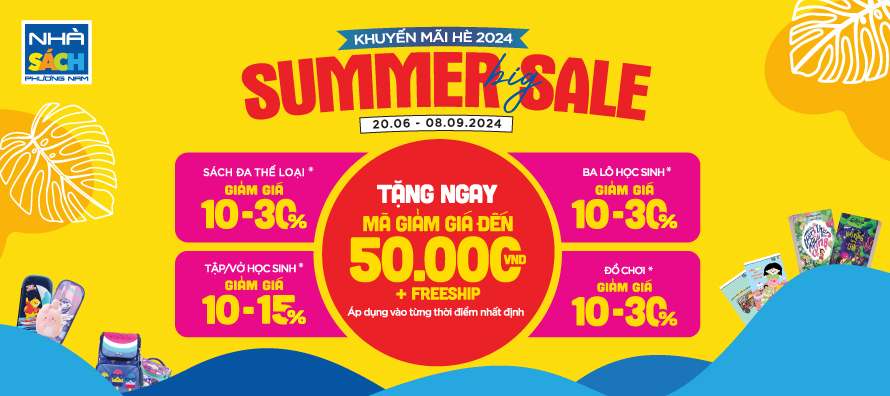 NHÀ
SÁCH
PHƯƠNG NAM
KHUYẾN MÃI HÈ 2024
SUMMER big SALE
20.06 - 08.09.2024
SÁCH ĐA THỂ LOẠI *
GIẢM GIÁ
10-30%
TẬP/VỞ HỌC SINH *
GIẢM GIÁ
10-15%
TẶNG NGAY
MÃ GIẢM GIÁ ĐẾN
50.000 VND
+ FREESHIP
Áp dụng vào từng thời điểm nhất định
BA LÔ HỌC SINH *
GIẢM GIÁ
10-30%
ĐỒ CHƠI *
GIẢM GIÁ
10-30%